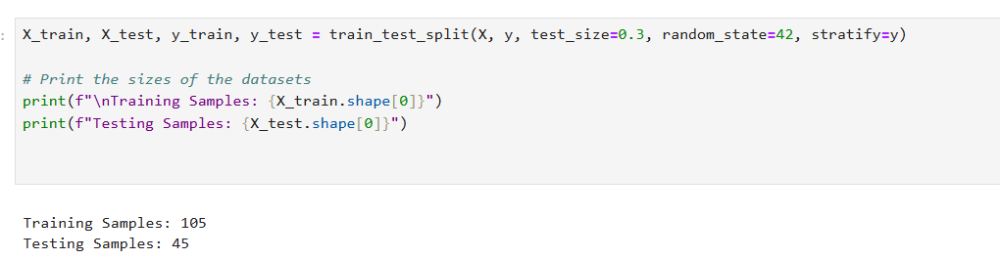 :
X_train, X_test, y_train, y_test = train_test_split(X, y, test_size=0.3, random_state=42, stratify=y)
# Print the sizes of the datasets
print(f"\nTraining Samples: {X_train.shape[0]}")
print(f"Testing Samples: {X_test.shape[0]}")
Training Samples: 105
Testing Samples: 45